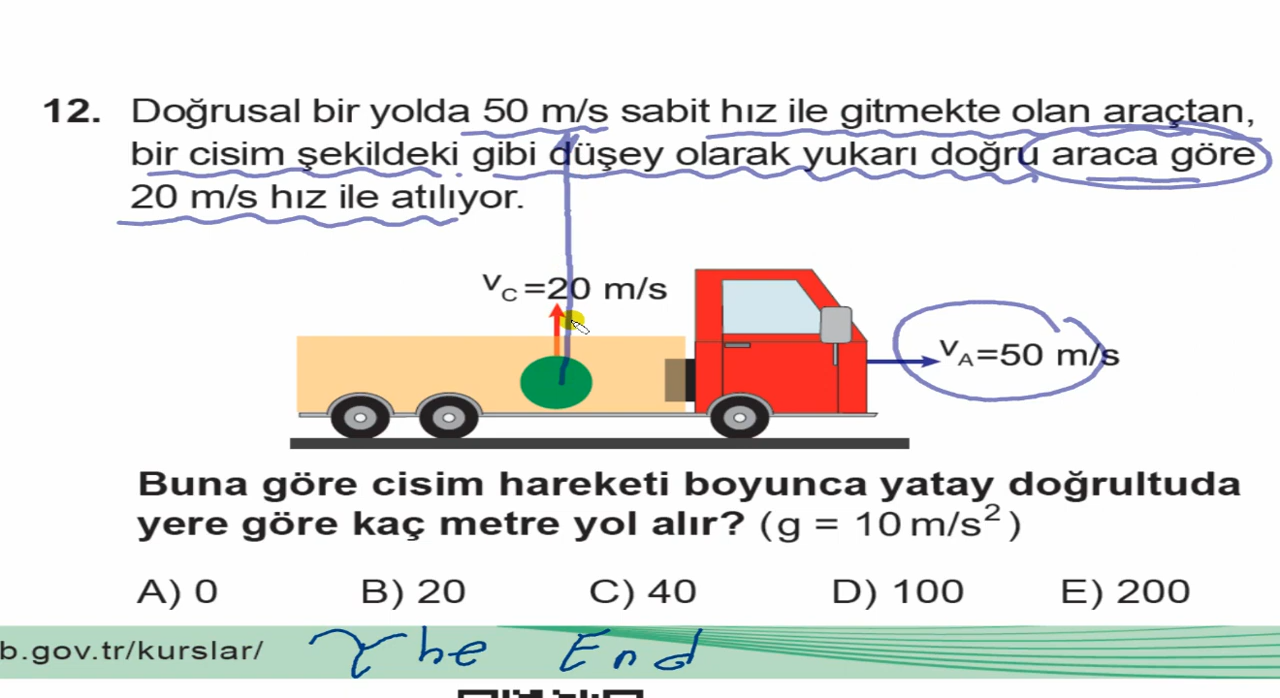 12. Doğrusal bir yolda 50 m/s sabit hız ile gitmekte olan araçtan,
bir cisim şekildeki gibi düşey olarak yukarı doğru araca göre
20 m/s hız ile atılıyor.
v_C=20 m/s
v_A=50 m/s
Buna göre cisim hareketi boyunca yatay doğrultuda
yere göre kaç metre yol alır? (g = 10 m/s²)
A) 0 B) 20 C) 40 D) 100 E) 200
b.gov.tr/kurslar/ The End